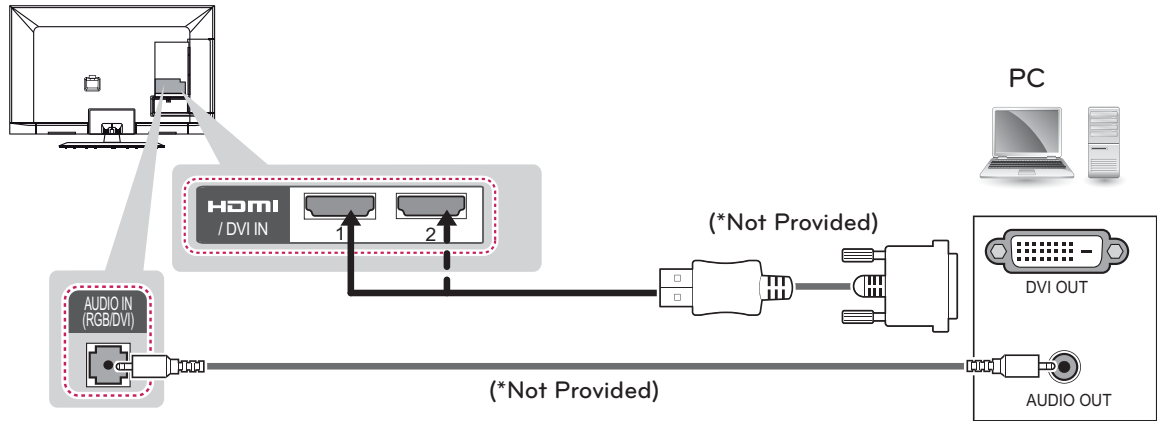 PC
HDMI
/ DVI IN
1
2
(*Not Provided)
DVI OUT
AUDIO IN
(RGB/DVI)
(*Not Provided)
AUDIO OUT